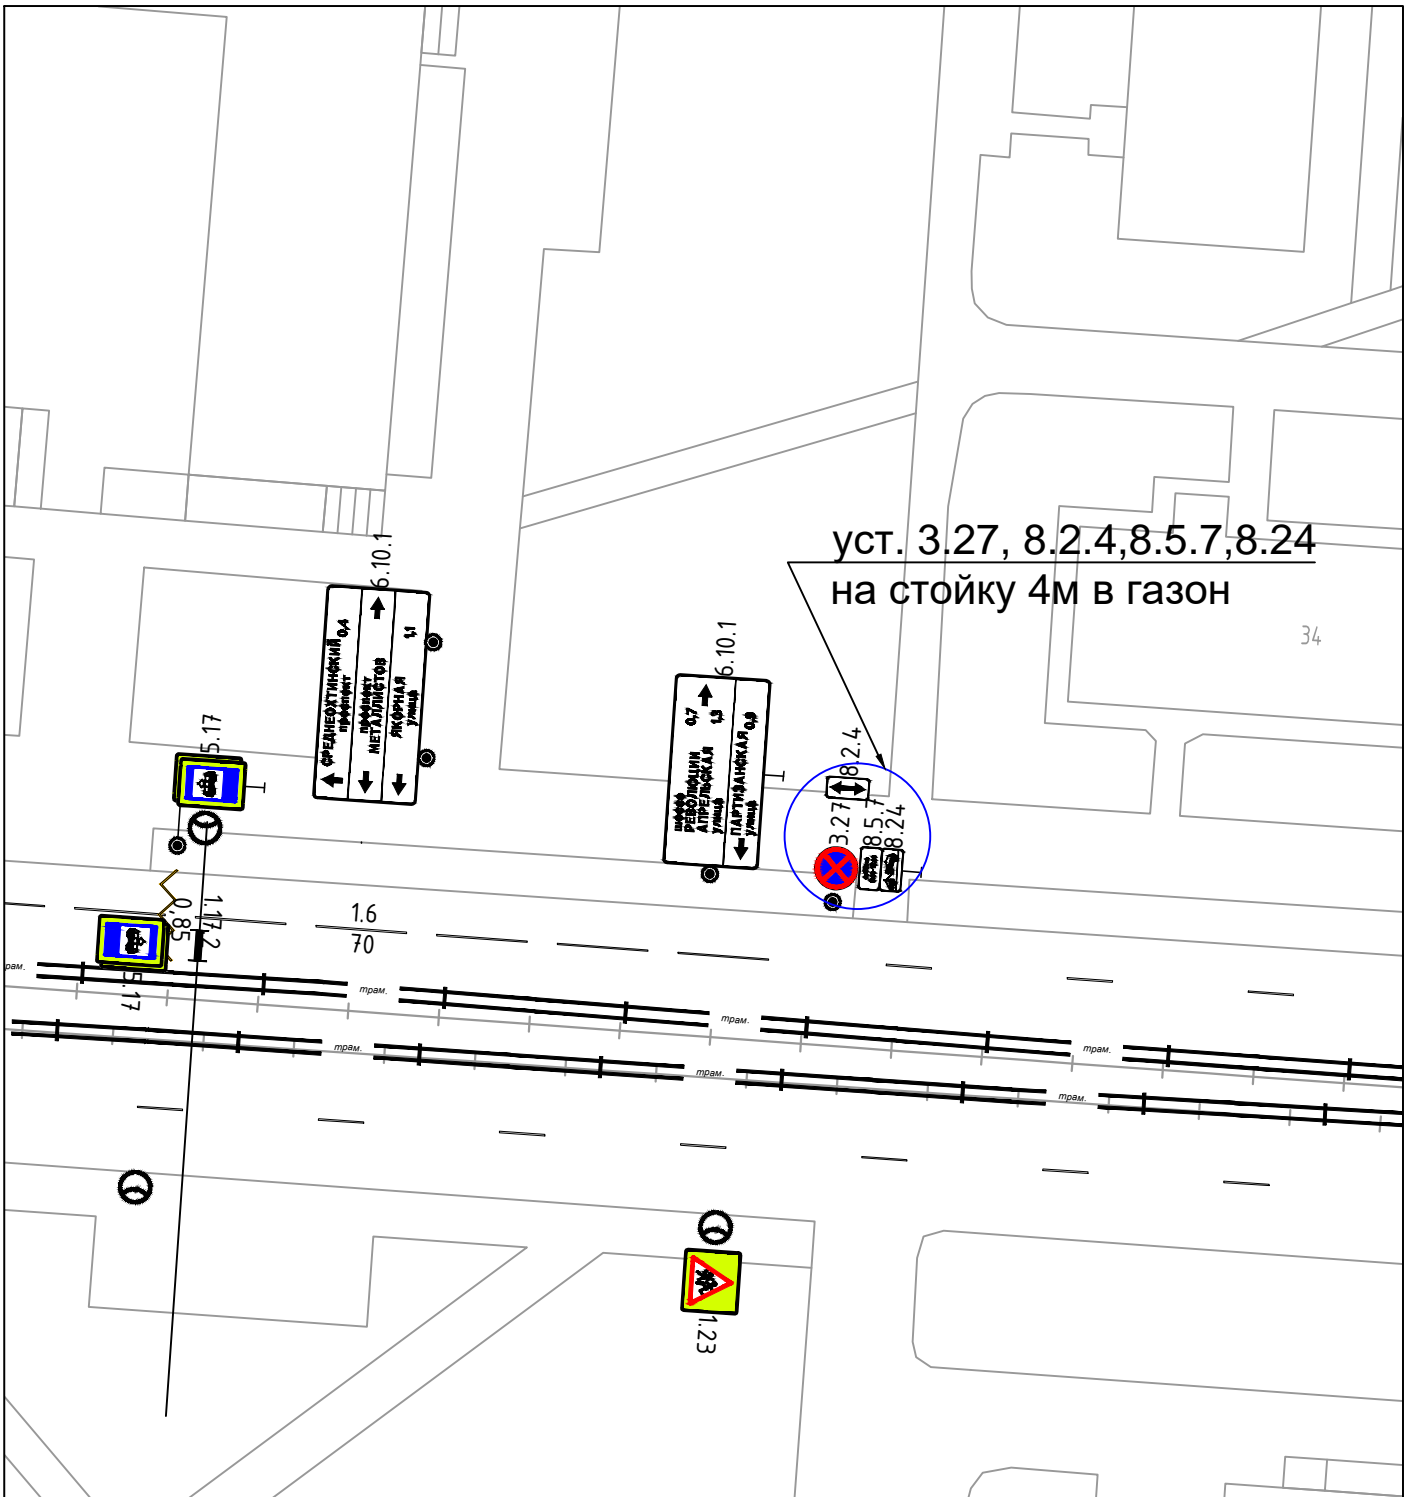 уст. 3.27, 8.2.4,8.5.7,8.24
на стойку 4м в газон
34
6.10.1
СРЕДНЕОХТИНСКИЙ 0,4
проспект
проспект
МЕТАЛЛИСТОВ
ЯКОРНАЯ 1,1
улица
6.10.1
шоссе
РЕВОЛЮЦИИ 0,7
АПРЕЛЬСКАЯ 1,3
улица
ПАРТИЗАНСКАЯ 0,9
улица
5.17
8.2.4
3.27
8.5.7
8.24
1.17.2
0,85
1.6
70
5.17
рам.
трам.
трам.
трам.
трам.
трам.
трам.
1.23